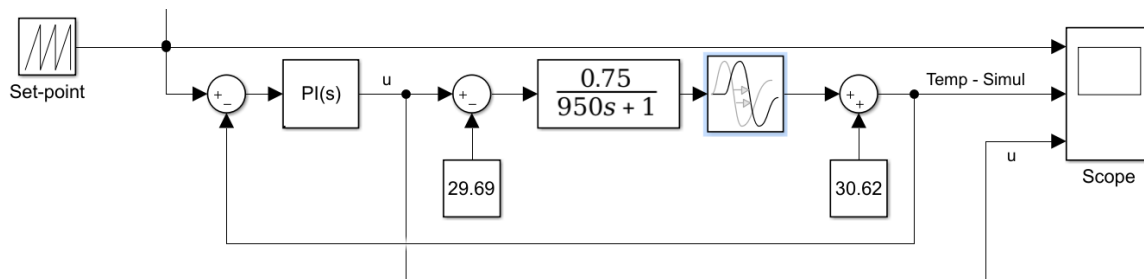 Set-point
+
−
PI(s)
u
+
−
29.69
0.75
950s + 1
+
+
30.62
Temp - Simul
u
Scope